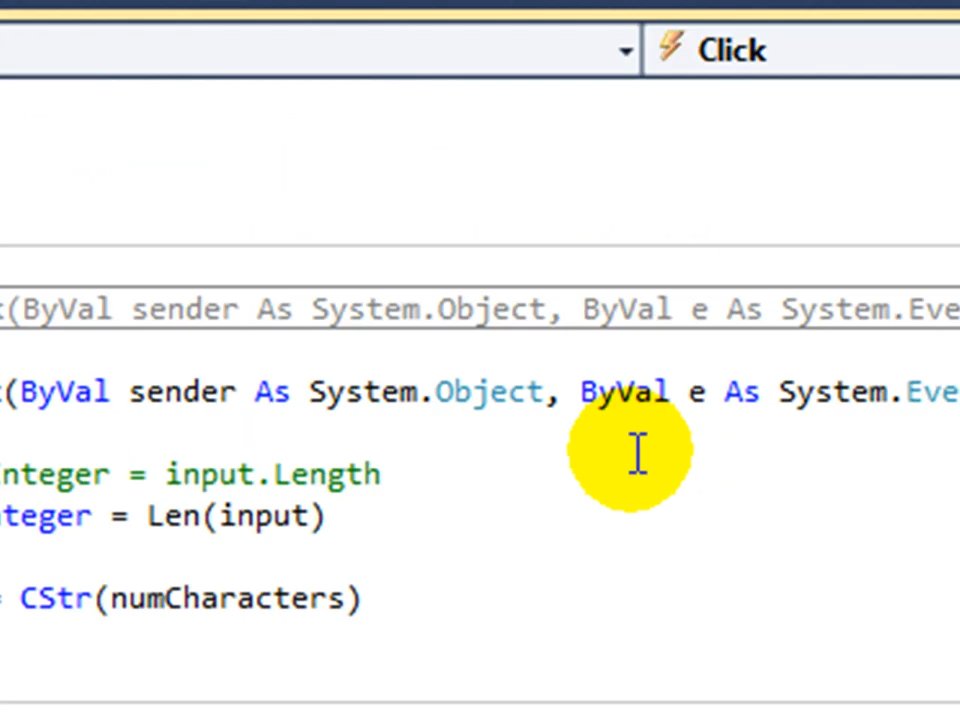 Click
(ByVal sender As System.Object, ByVal e As System.Eve
(ByVal sender As System.Object, ByVal e As System.Eve
nteger = input.Length
teger = Len(input)
= CStr(numCharacters)